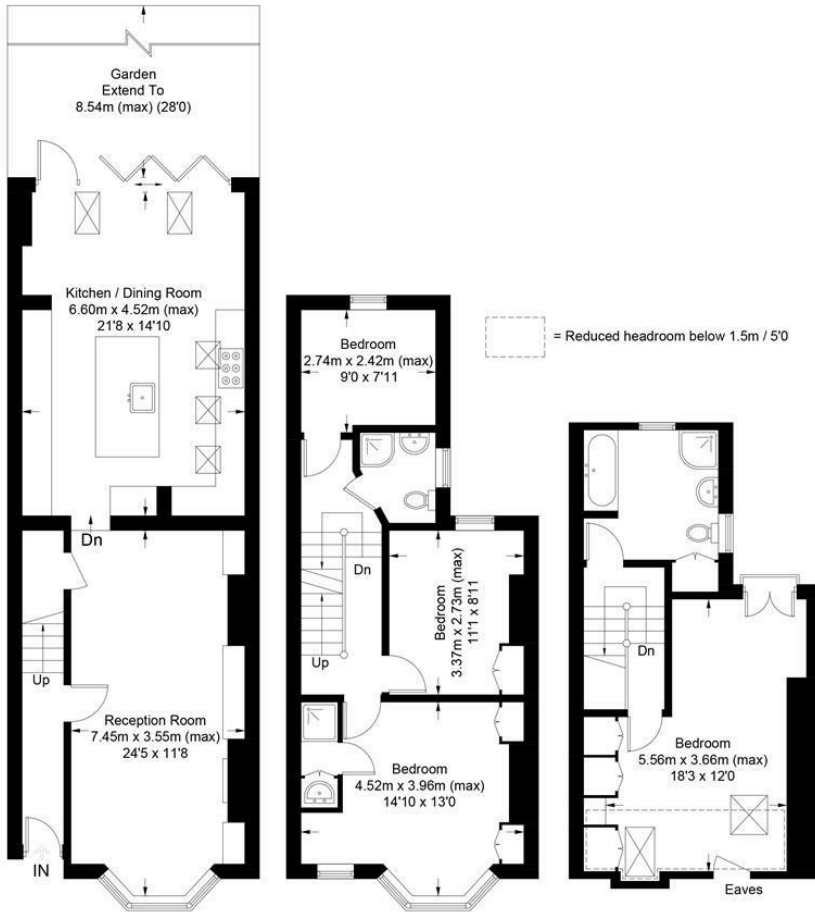 Garden
Extend To
8.54m (max) (28'0)
Kitchen / Dining Room
6.60m x 4.52m (max)
21'8 x 14'10
Dn
Up
Reception Room
7.45m x 3.55m (max)
24'5 x 11'8
IN
Bedroom
2.74m x 2.42m (max)
9'0 x 7'11
Dn
Up
Bedroom
3.37m x 2.73m (max)
11'1 x 8'11
Bedroom
4.52m x 3.96m (max)
14'10 x 13'0
= Reduced headroom below 1.5m / 5'0
Dn
Bedroom
5.56m x 3.66m (max)
18'3 x 12'0
Eaves